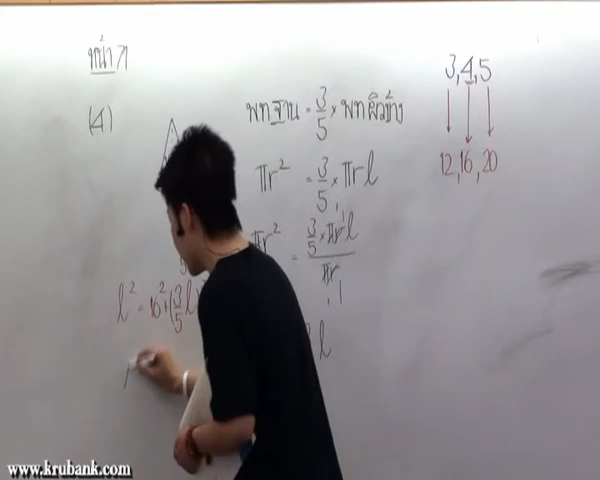 หน้า 71
(4)
พทฐาน = 3/5 × พทผิวข้าง
πr² = 3/5 × πrl
πr² = 3/5 × πrl / πr
l
l² = 16² + (3/5 l
3,4,5
12,16,20
www.krubank.com